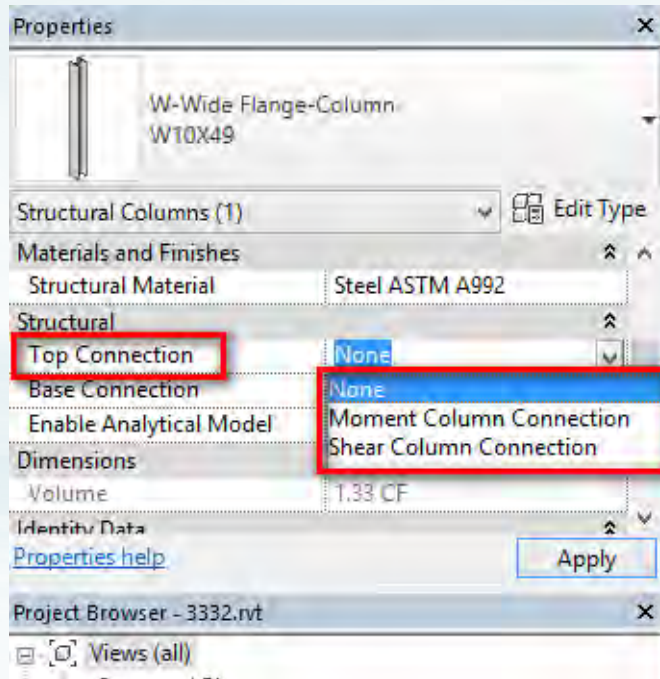 Properties
W-Wide Flange-Column
W10X49
Structural Columns (1) Edit Type
Materials and Finishes
Structural Material Steel ASTM A992
Structural
Top Connection None
Base Connection None
Enable Analytical Model Moment Column Connection
Shear Column Connection
Dimensions
Volume 1.33 CF
Identity Data
Properties help Apply
Project Browser - 3332.rvt
Views (all)